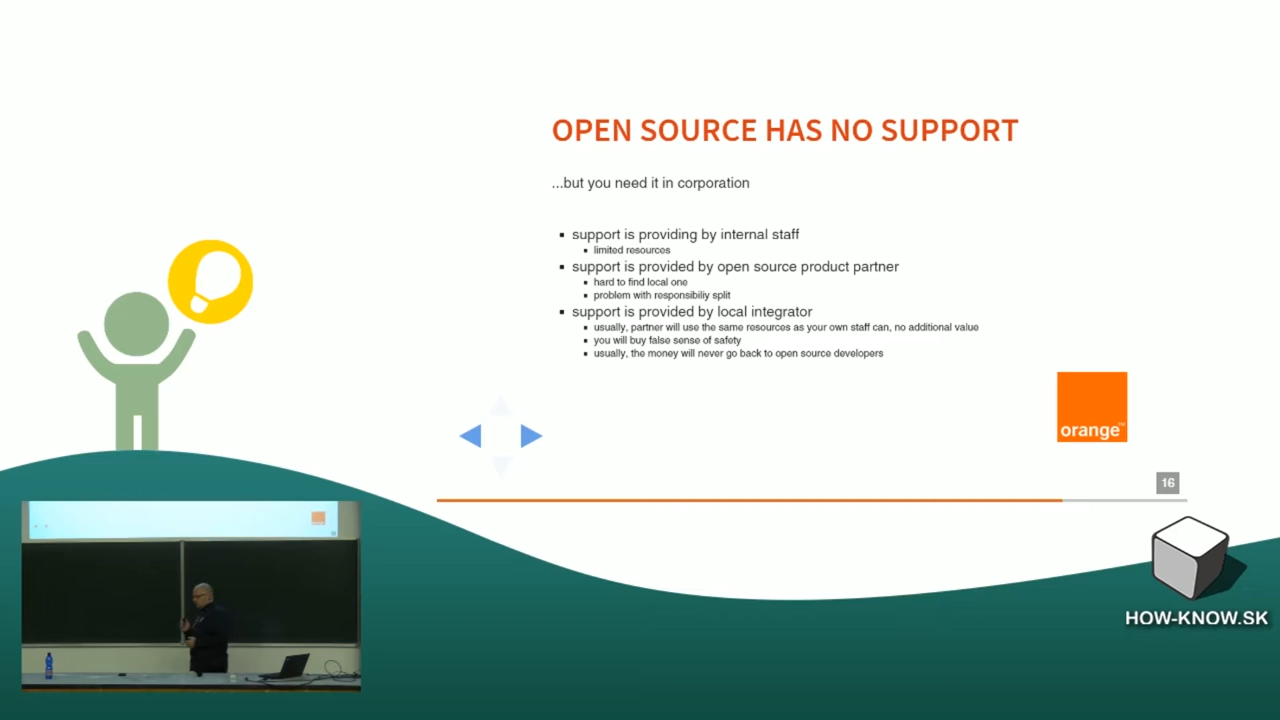 OPEN SOURCE HAS NO SUPPORT
...but you need it in corporation
support is providing by internal staff
limited resources
support is provided by open source product partner
hard to find local one
problem with responsibiliy split
support is provided by local integrator
usually, partner will use the same resources as your own staff can, no additional value
you will buy false sense of safety
usually, the money will never go back to open source developers
orange™
16
HOW-KNOW.SK